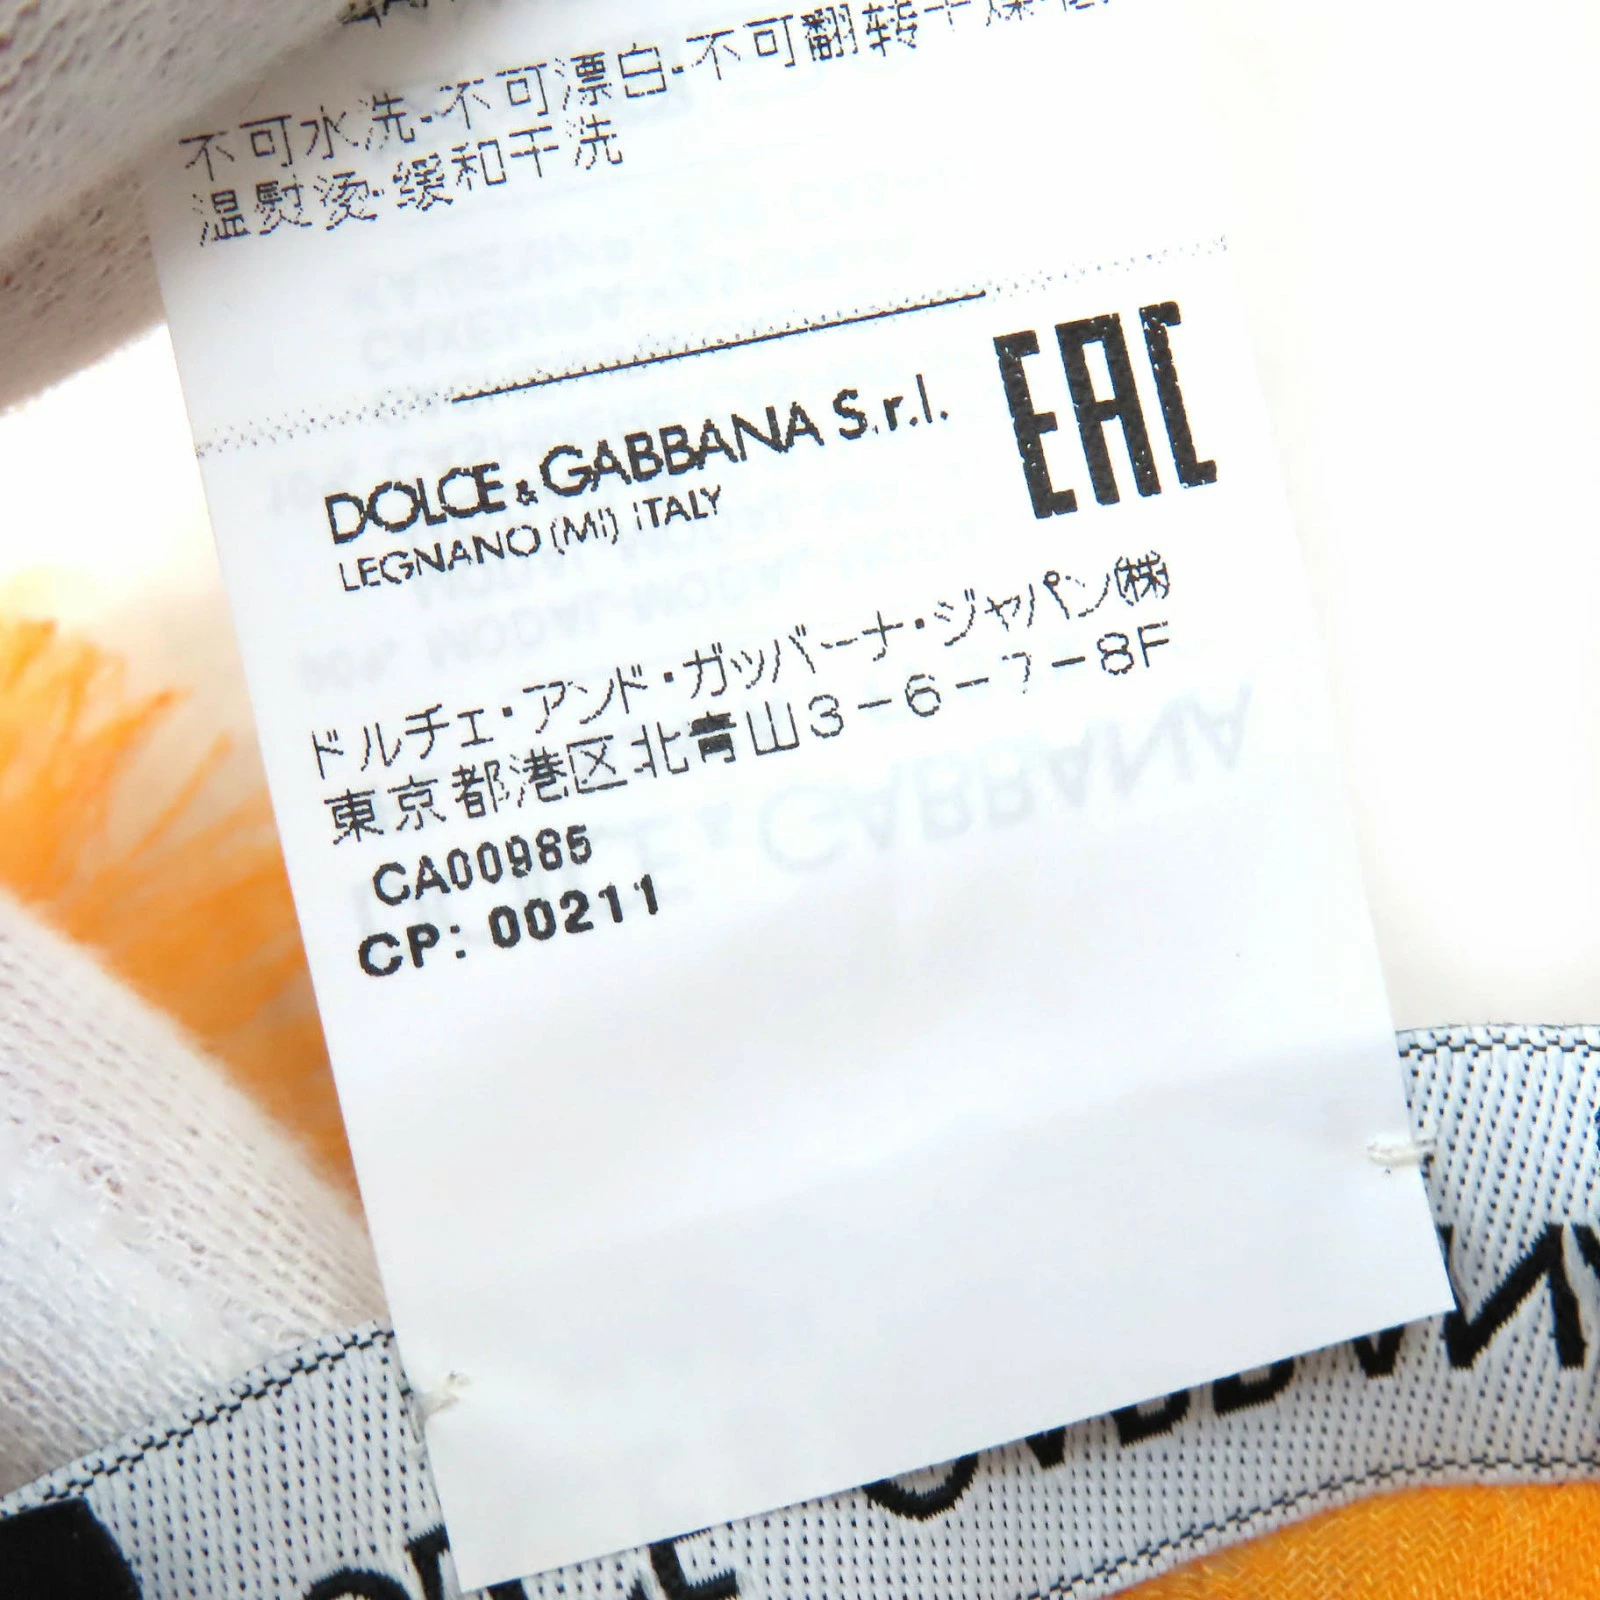 不可水洗-不可漂白-不可翻转干燥
温熨烫-缓和干洗
DOLCE & GABBANA S.r.l.
LEGNANO (MI) ITALY
EAC
ドルチェ・アンド・ガッバーナ・ジャパン㈱
東京都港区北青山3-6-7-8F
CA00985
CP: 00211